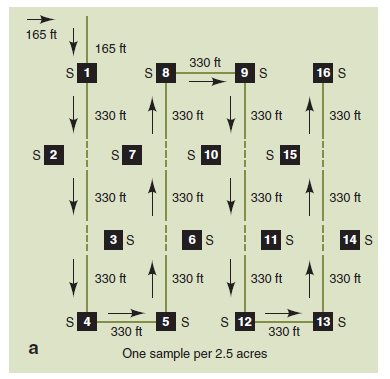 165 ft
165 ft
330 ft
S 1 S 8 9 S 16 S
330 ft 330 ft 330 ft 330 ft
S 2 S 7 S 10 S 15
330 ft 330 ft 330 ft 330 ft
3 S 6 S 11 S 14 S
330 ft 330 ft 330 ft 330 ft
S 4 5 S S 12 13 S
330 ft 330 ft
a One sample per 2.5 acres